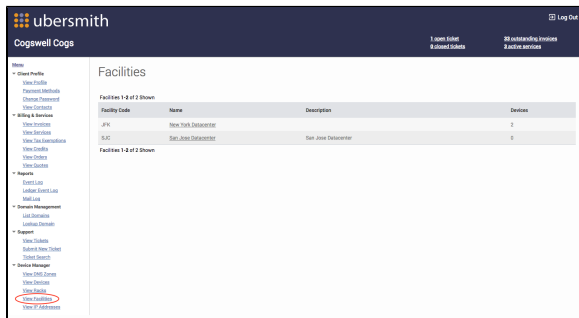 ubersmith
Log Out
Cogswell Cogs
1 open ticket
0 closed tickets
33 outstanding invoices
3 active services
Menu
Client Profile
View Profile
Payment Methods
Change Password
View Contacts
Billing & Services
View Invoices
View Services
View Tax Exemptions
View Credits
View Orders
View Quotes
Reports
Event Log
Ledger Event Log
Mail Log
Domain Management
List Domains
Lookup Domain
Support
View Tickets
Submit New Ticket
Ticket Search
Device Manager
View DNS Zones
View Devices
View Racks
View Facilities
View IP Addresses
Facilities
Facilities 1-2 of 2 Shown
Facility Code Name Description Devices
JFK New York Datacenter 2
SJC San Jose Datacenter San Jose Datacenter
Facilities 1-2 of 2 Shown